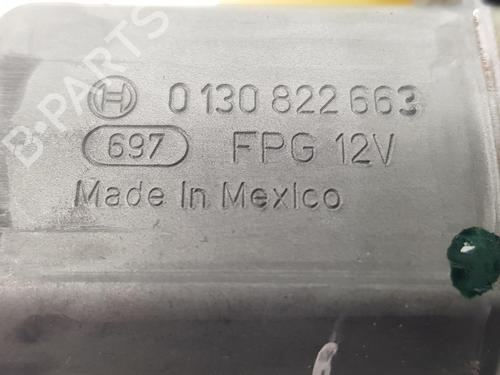 B-PARTS
0 130 822 663
697 FPG 12V
Made In Mexico